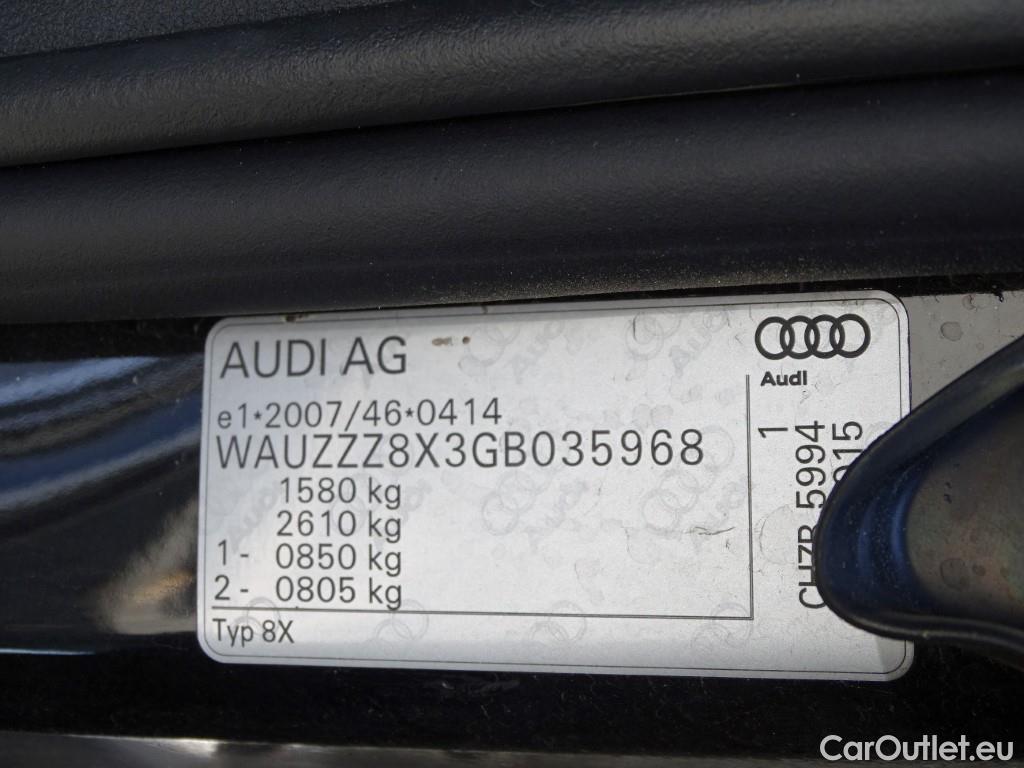 AUDI AG
Audi
e1*2007/46*0414
WAUZZZ8X3GB035968
1580 kg
2610 kg
1- 0850 kg
2- 0805 kg
Typ 8X
1
5994
CarOutlet.eu